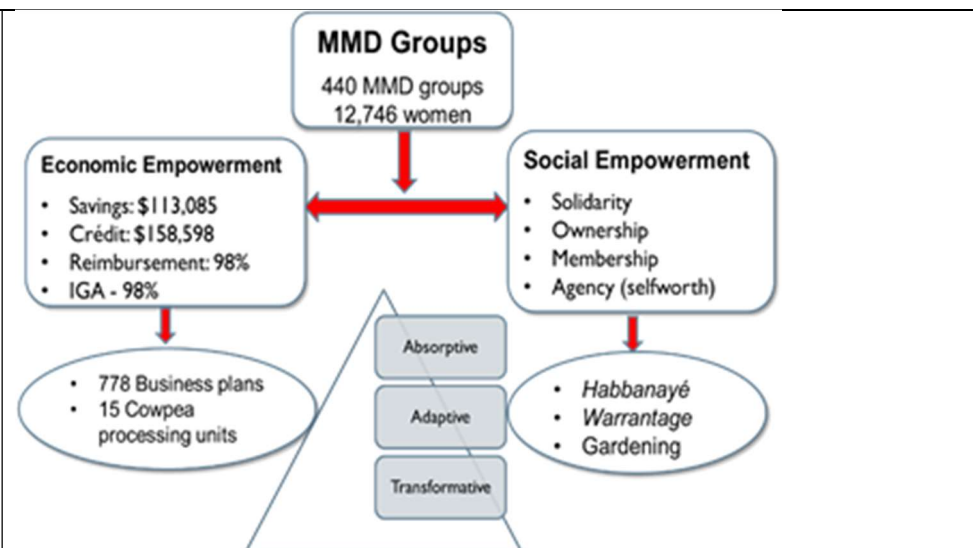 MMD Groups
440 MMD groups
12,746 women
Economic Empowerment
• Savings: $113,085
• Crédit: $158,598
• Reimbursement: 98%
• IGA - 98%
Social Empowerment
• Solidarity
• Ownership
• Membership
• Agency (selfworth)
• 778 Business plans
• 15 Cowpea
processing units
Absorptive
Adaptive
Transformative
• Habbanayé
• Warrantage
• Gardening